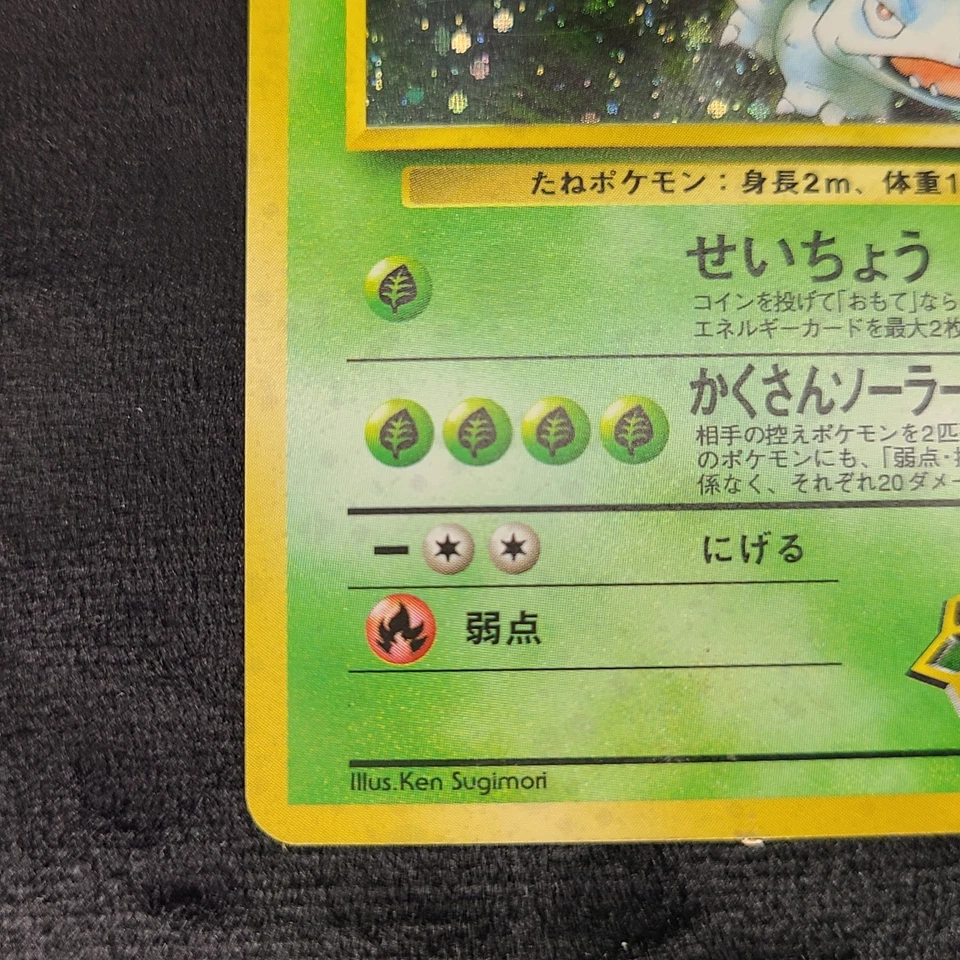 たねポケモン：身長2m、体重1
せいちょう
コインを投げて「おもて」なら
エネルギーカードを最大2枚
かくさんソーラー
相手の控えポケモンを2匹
のポケモンにも、「弱点・
係なく、それぞれ20ダメー
にげる
弱点
Illus.Ken Sugimori